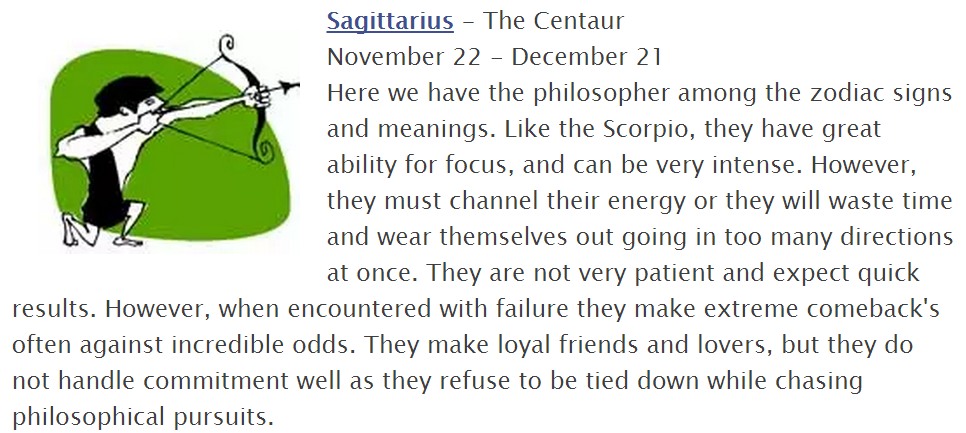 Sagittarius – The Centaur
November 22 – December 21
Here we have the philosopher among the zodiac signs
and meanings. Like the Scorpio, they have great
ability for focus, and can be very intense. However,
they must channel their energy or they will waste time
and wear themselves out going in too many directions
at once. They are not very patient and expect quick
results. However, when encountered with failure they make extreme comeback's
often against incredible odds. They make loyal friends and lovers, but they do
not handle commitment well as they refuse to be tied down while chasing
philosophical pursuits.